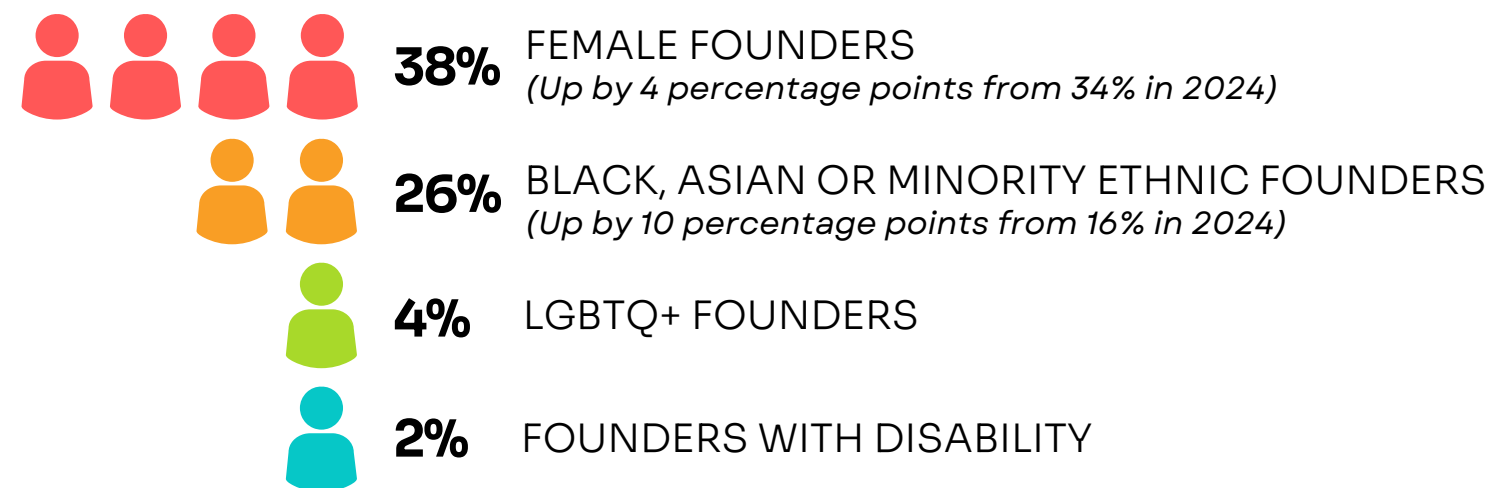 38% FEMALE FOUNDERS
(Up by 4 percentage points from 34% in 2024)
26% BLACK, ASIAN OR MINORITY ETHNIC FOUNDERS
(Up by 10 percentage points from 16% in 2024)
4% LGBTQ+ FOUNDERS
2% FOUNDERS WITH DISABILITY